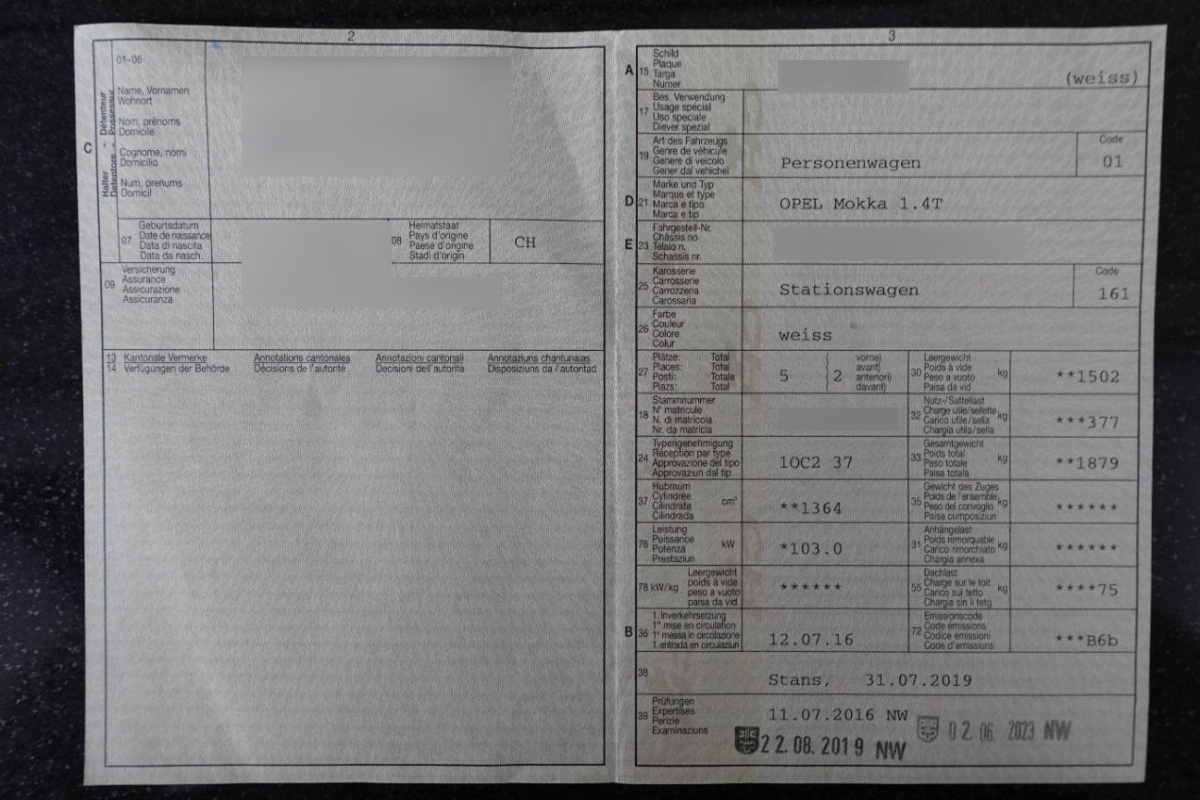 2
01-06
C
Halter - Détenteur
Detentore - Possessur
Name, Vornamen
Wohnort
Nom, prénoms
Domicile
Cognome, nomi
Domicilio
Num, prenums
Domicil
07
Geburtsdatum
Date de naissance
Data di nascita
Data da nasch.
08
Heimatstaat
Pays d'origine
Paese d'origine
Stadi d'origin
CH
09
Versicherung
Assurance
Assicurazione
Assicuranza
13 Kantonale Vermerke Annotations cantonales Annotazioni cantonali Annotaziuns chantunalas
14 Verfügungen der Behörde Décisions de l'autorité Decisioni dell'autorità Disposiziuns da l'autoritad
3
A 15
Schild
Plaque
Targa
Numer
(weiss)
17
Bes. Verwendung
Usage spécial
Uso speciale
Diever spezial
19
Art des Fahrzeugs
Genre de véhicule
Genere di veicolo
Gener dal vehichel
Personenwagen
Code
01
D 21
Marke und Typ
Marque et type
Marca e tipo
Marca e tip
OPEL Mokka 1.4T
E 23
Fahrgestell-Nr.
Châssis no
Telaio n.
Schassis nr.
25
Karosserie
Carrosserie
Carrozzeria
Carossaria
Stationswagen
Code
161
26
Farbe
Couleur
Colore
Colur
weiss
27
Plätze: Total
Places: Total
Posti: Totale
Plazs: Total
5
2
vorne)
avant)
anteriori)
davant)
30
Leergewicht
Poids à vide
Peso a vuoto
Paisa da vid
kg
**1502
18
Stammnummer
N° matricule
N. di matricola
Nr. da matricla
32
Nutz-/Sattellast
Charge utile/sellette
Carico utile/sella
Chargia utila/sella
kg
***377
24
Typengenehmigung
Réception par type
Approvazione del tipo
Approvaziun dal tip
1OC2 37
33
Gesamtgewicht
Poids total
Peso totale
Paisa totala
kg
**1879
37
Hubraum
Cylindrée
Cilindrata
Cilindrada
cm³
**1364
35
Gewicht des Zuges
Poids de l'ensemble
Peso del convoglio
Paisa cumposiziun
kg
******
76
Leistung
Puissance
Potenza
Prestaziun
kW
*103.0
31
Anhängelast
Poids remorquable
Carico rimorchiato
Chargia annexa
kg
******
78 kW/kg
Leergewicht
poids à vide
peso a vuoto
paisa da vid
******
55
Dachlast
Charge sur le toit
Carico sul tetto
Chargia sin il tetg
kg
****75
B 36
1. Inverkehrsetzung
1re mise en circulation
1a messa in circolazione
1. entrada en circulaziun
12.07.16
72
Emissionscode
Code émissions
Codice emissioni
Code d'emissiuns
***B6b
38
Stans, 31.07.2019
39
Prüfungen
Expertises
Perizie
Examinaziuns
11.07.2016 NW
22.08.2019 NW
02.06.2023 NW